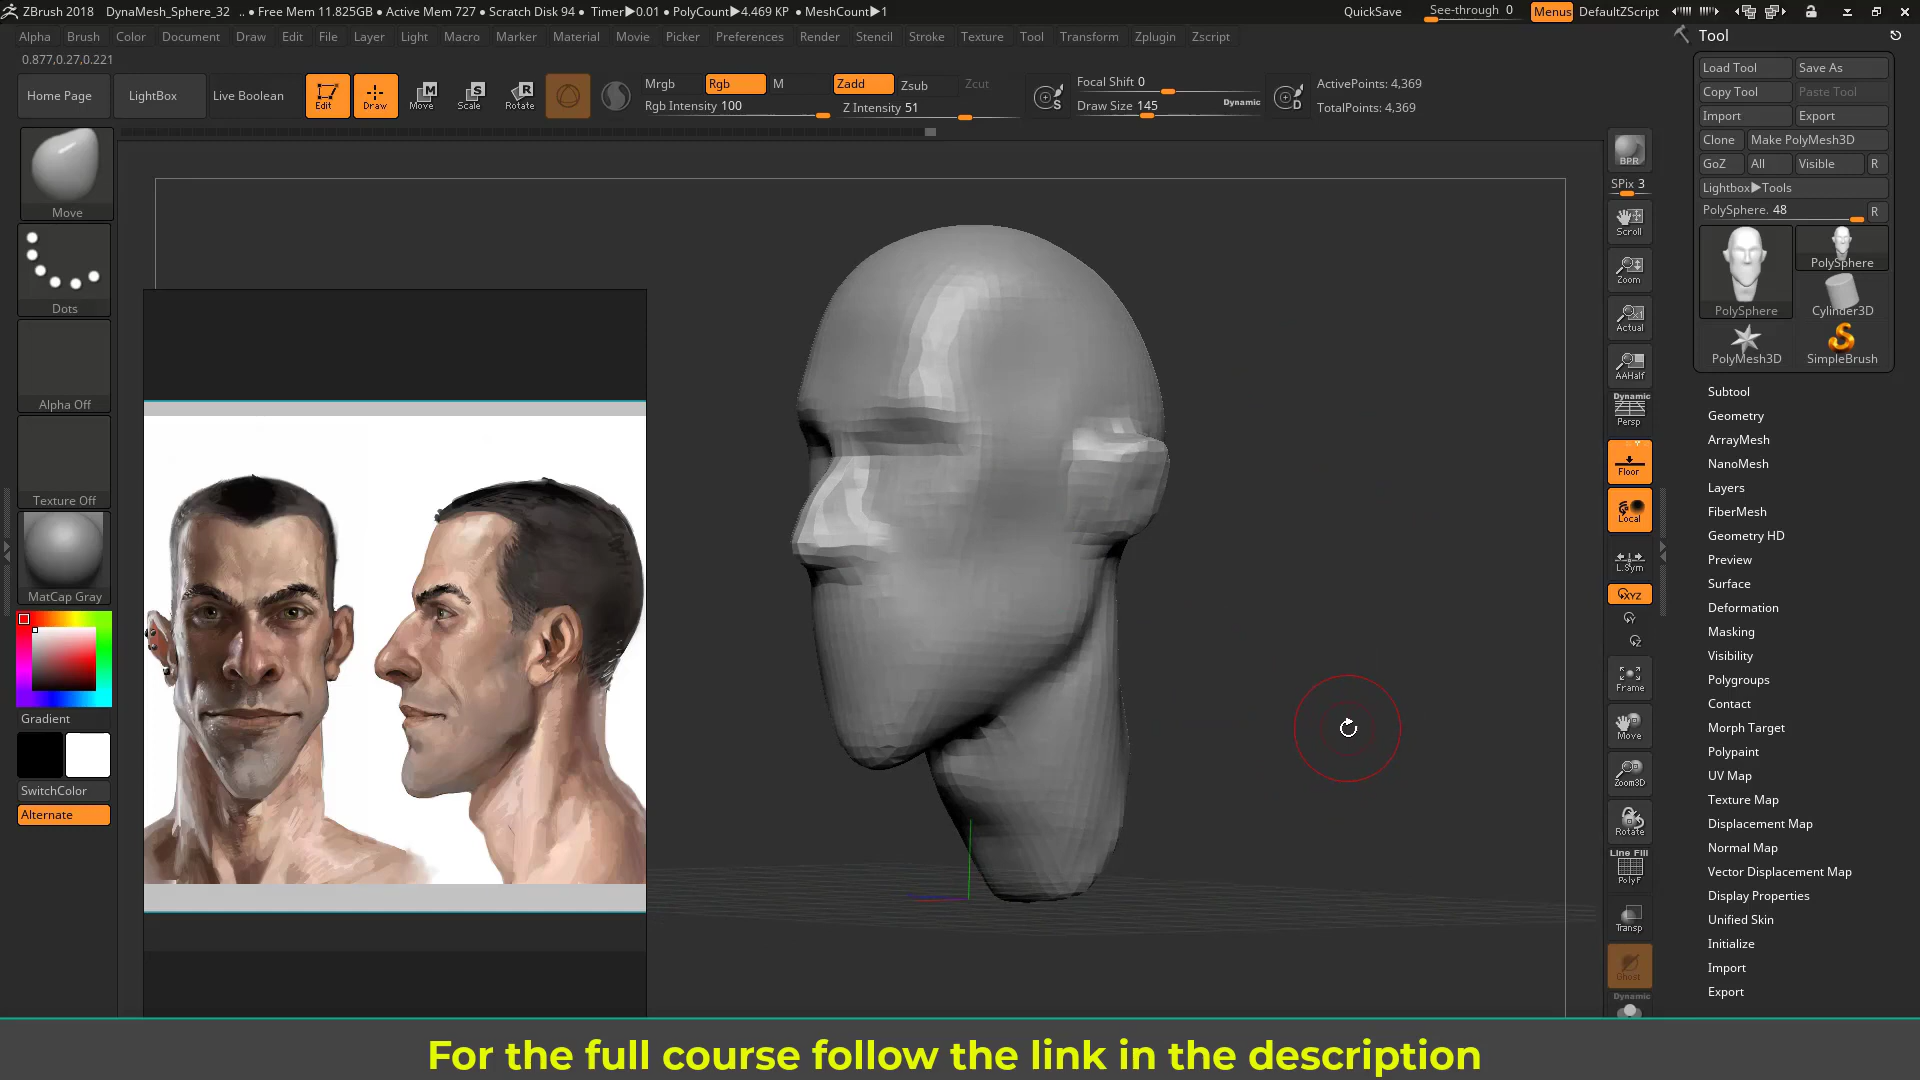 ZBrush 2018 DynaMesh_Sphere_32 .. • Free Mem 11.825GB • Active Mem 727 • Scratch Disk 94 • Timer▶0.01 • PolyCount▶4.469 KP • MeshCount▶1 QuickSave See-through 0 Menus DefaultZScript
Alpha Brush Color Document Draw Edit File Layer Light Macro Marker Material Movie Picker Preferences Render Stencil Stroke Texture Tool Transform Zplugin Zscript
0.877,0.27,0.221
Home Page LightBox Live Boolean Edit Draw Move Scale Rotate
Mrgb Rgb M Zadd Zsub Zcut
Rgb Intensity 100 Z Intensity 51
Focal Shift 0
Draw Size 145 Dynamic
ActivePoints: 4,369
TotalPoints: 4,369
Move
Dots
Alpha Off
Texture Off
MatCap Gray
Gradient
SwitchColor
Alternate
BPR
SPix 3
Scroll
Zoom
Actual
AAHalf
Dynamic
Persp
Floor
Local
L.Sym
XYZ
Y
Z
Frame
Move
Zoom3D
Rotate
Line Fill
PolyF
Transp
Ghost
Dynamic
Tool
Load Tool Save As
Copy Tool Paste Tool
Import Export
Clone Make PolyMesh3D
GoZ All Visible R
Lightbox▶Tools
PolySphere. 48 R
PolySphere
PolySphere Cylinder3D
PolyMesh3D SimpleBrush
Subtool
Geometry
ArrayMesh
NanoMesh
Layers
FiberMesh
Geometry HD
Preview
Surface
Deformation
Masking
Visibility
Polygroups
Contact
Morph Target
Polypaint
UV Map
Texture Map
Displacement Map
Normal Map
Vector Displacement Map
Display Properties
Unified Skin
Initialize
Import
Export
For the full course follow the link in the description